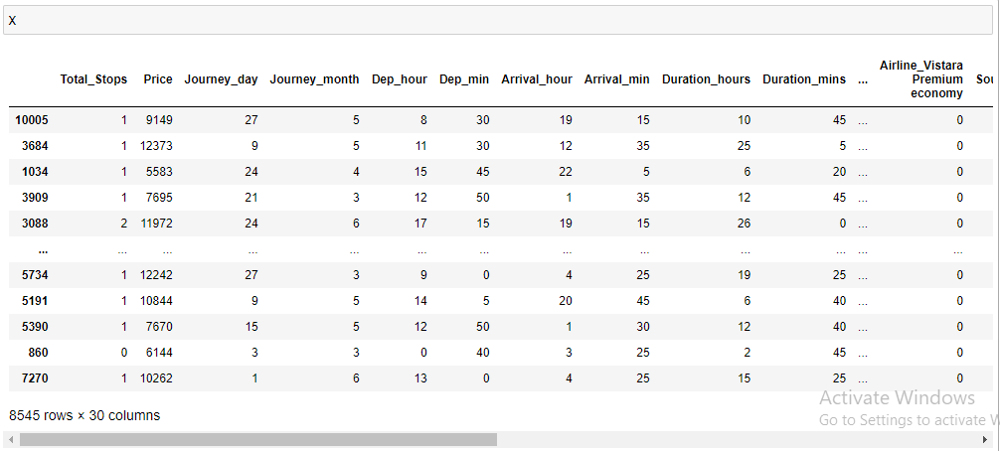 X
Total_Stops Price Journey_day Journey_month Dep_hour Dep_min Arrival_hour Arrival_min Duration_hours Duration_mins ... Airline_Vistara Premium economy Sou
10005 1 9149 27 5 8 30 19 15 10 45 ... 0
3684 1 12373 9 5 11 30 12 35 25 5 ... 0
1034 1 5583 24 4 15 45 22 5 6 20 ... 0
3909 1 7695 21 3 12 50 1 35 12 45 ... 0
3088 2 11972 24 6 17 15 19 15 26 0 ... 0
... ... ... ... ... ... ... ... ... ... ... ... ...
5734 1 12242 27 3 9 0 4 25 19 25 ... 0
5191 1 10844 9 5 14 5 20 45 6 40 ... 0
5390 1 7670 15 5 12 50 1 30 12 40 ... 0
860 0 6144 3 3 0 40 3 25 2 45 ... 0
7270 1 10262 1 6 13 0 4 25 15 25 ... 0
8545 rows × 30 columns
Activate Windows
Go to Settings to activate W